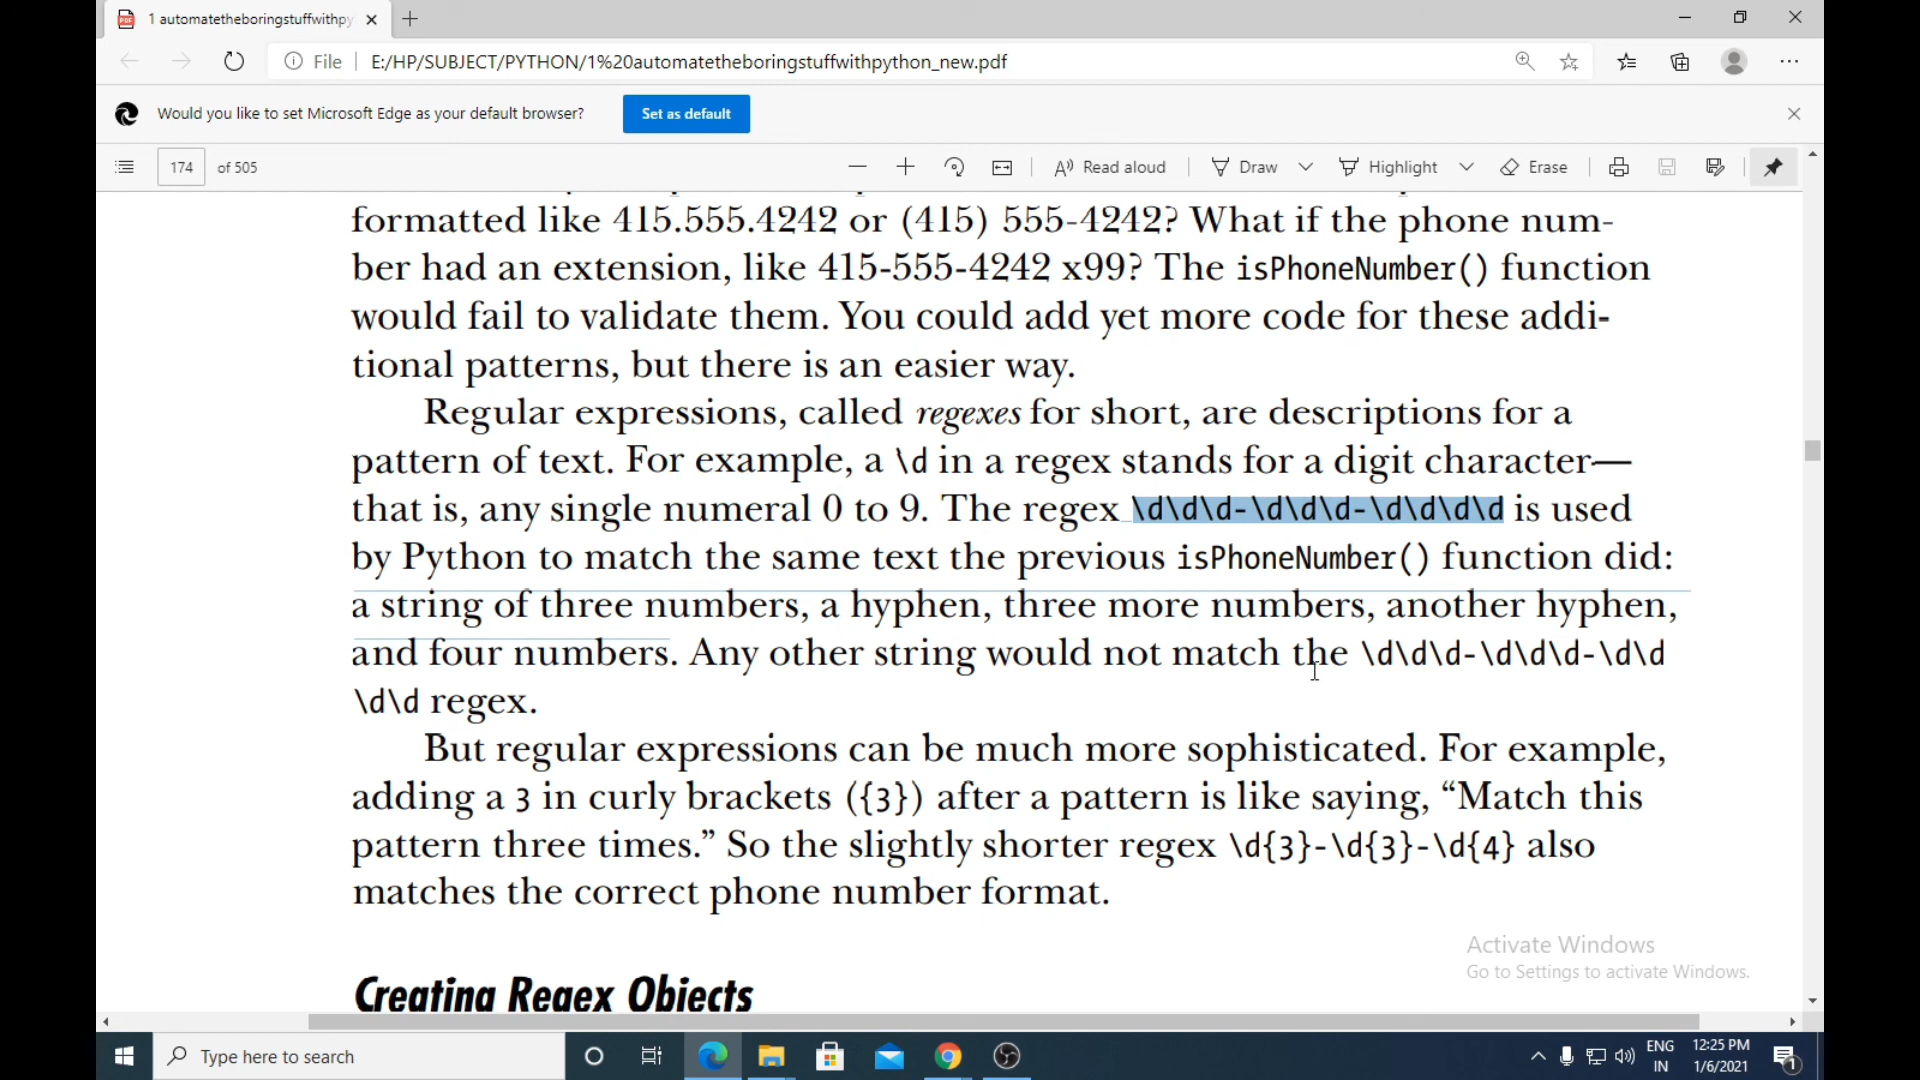 1 automatetheboringstuffwithpy
File
E:/HP/SUBJECT/PYTHON/1%20automatetheboringstuffwithpython_new.pdf
Would you like to set Microsoft Edge as your default browser?
Set as default
174 of 505
Read aloud
Draw
Highlight
Erase
formatted like 415.555.4242 or (415) 555-4242? What if the phone num-
ber had an extension, like 415-555-4242 x99? The isPhoneNumber() function
would fail to validate them. You could add yet more code for these addi-
tional patterns, but there is an easier way.
Regular expressions, called regexes for short, are descriptions for a
pattern of text. For example, a \d in a regex stands for a digit character—
that is, any single numeral 0 to 9. The regex \d\d\d-\d\d\d-\d\d\d\d is used
by Python to match the same text the previous isPhoneNumber() function did:
a string of three numbers, a hyphen, three more numbers, another hyphen,
and four numbers. Any other string would not match the \d\d\d-\d\d\d-\d\d
\d\d regex.
But regular expressions can be much more sophisticated. For example,
adding a 3 in curly brackets ({3}) after a pattern is like saying, “Match this
pattern three times.” So the slightly shorter regex \d{3}-\d{3}-\d{4} also
matches the correct phone number format.
Activate Windows
Go to Settings to activate Windows.
Creating Regex Objects
Type here to search
ENG
IN
12:25 PM
1/6/2021
1